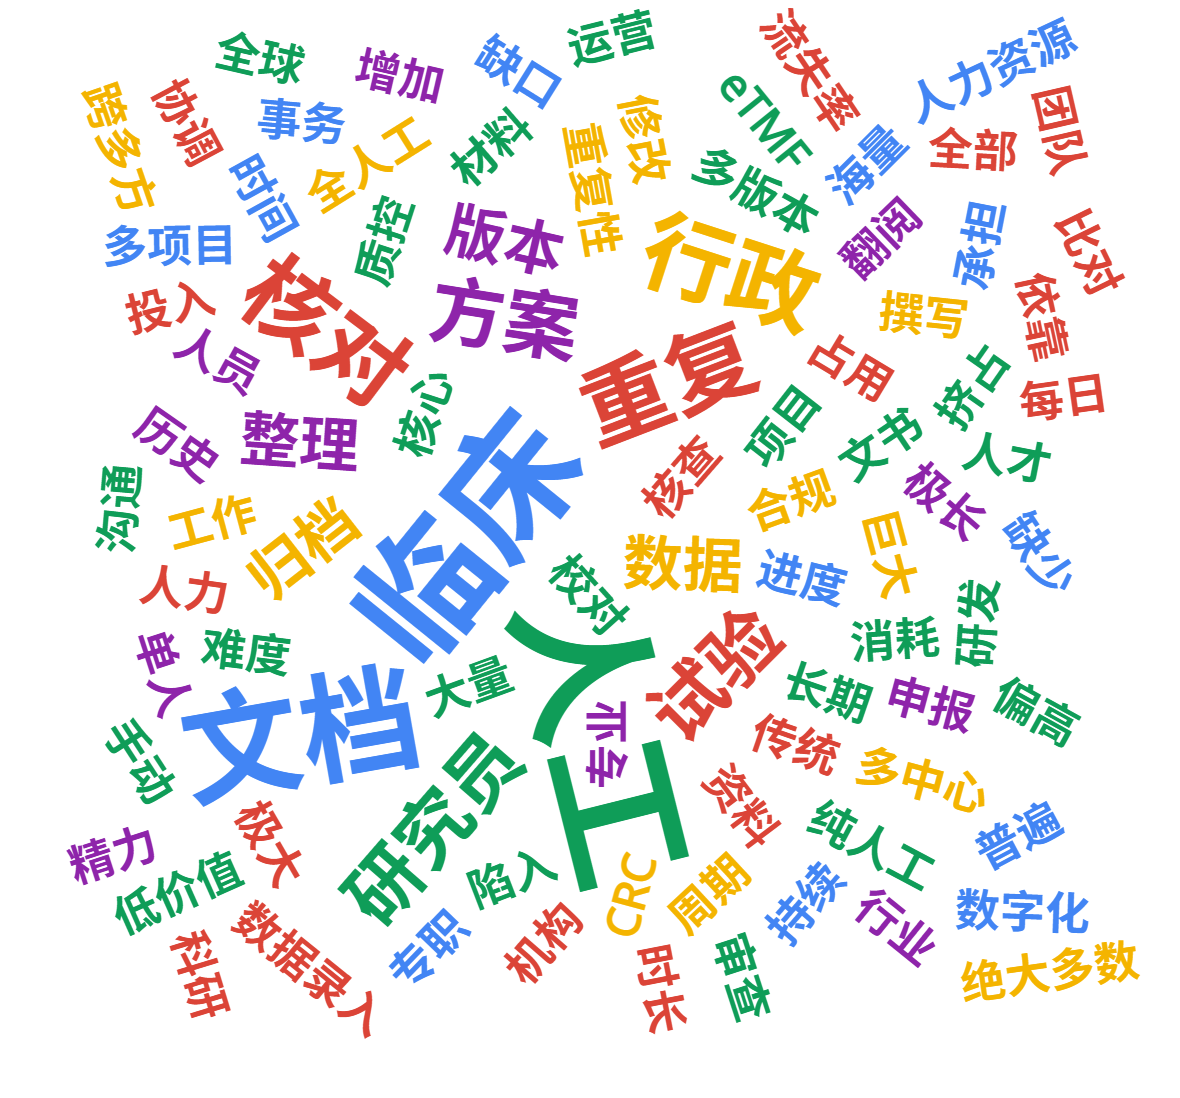 全球
增加
缺口
运营
流失率
人力资源
跨多方
协调
事务
全人工
材料
重复性
修改
eTMF
海量
全部
团队
时间
多版本
多项目
质控
版本
行政
翻阅
承担
比对
投入
人员
核对
方案
重复
撰写
依靠
占用
挤占
每日
历史
整理
核心
临床
项目
文书
人才
核查
沟通
工作
归档
合规
极长
巨大
缺少
人力
数据
进度
校对
单人
难度
大量
人工
试验
消耗
研发
文档
专业
长期
申报
偏高
手动
研究员
传统
多中心
资料
精力
极大
纯人工
普遍
低价值
陷入
CRC
周期
持续
行业
数字化
科研
数据录入
专职
机构
时长
审查
绝大多数